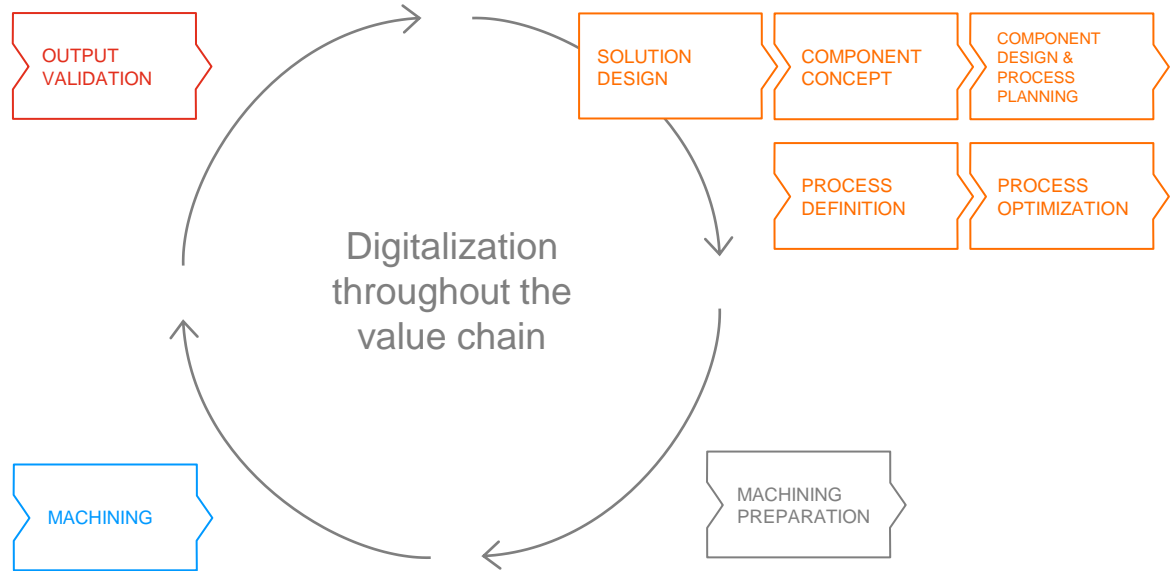 OUTPUT
VALIDATION
SOLUTION
DESIGN
COMPONENT
CONCEPT
COMPONENT
DESIGN &
PROCESS
PLANNING
PROCESS
DEFINITION
PROCESS
OPTIMIZATION
Digitalization
throughout the
value chain
MACHINING
MACHINING
PREPARATION